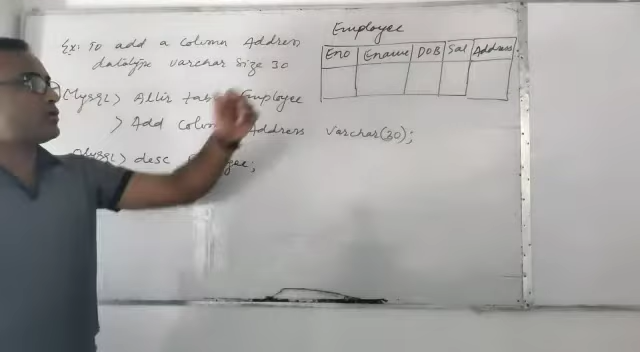 Ex: To add a Column Address
datatype varchar Size 30
Mysql> Alter Employee
> Add Colum Address Varchar(30);
Mysql> desc
Employee
Eno Ename DOB Sal Address